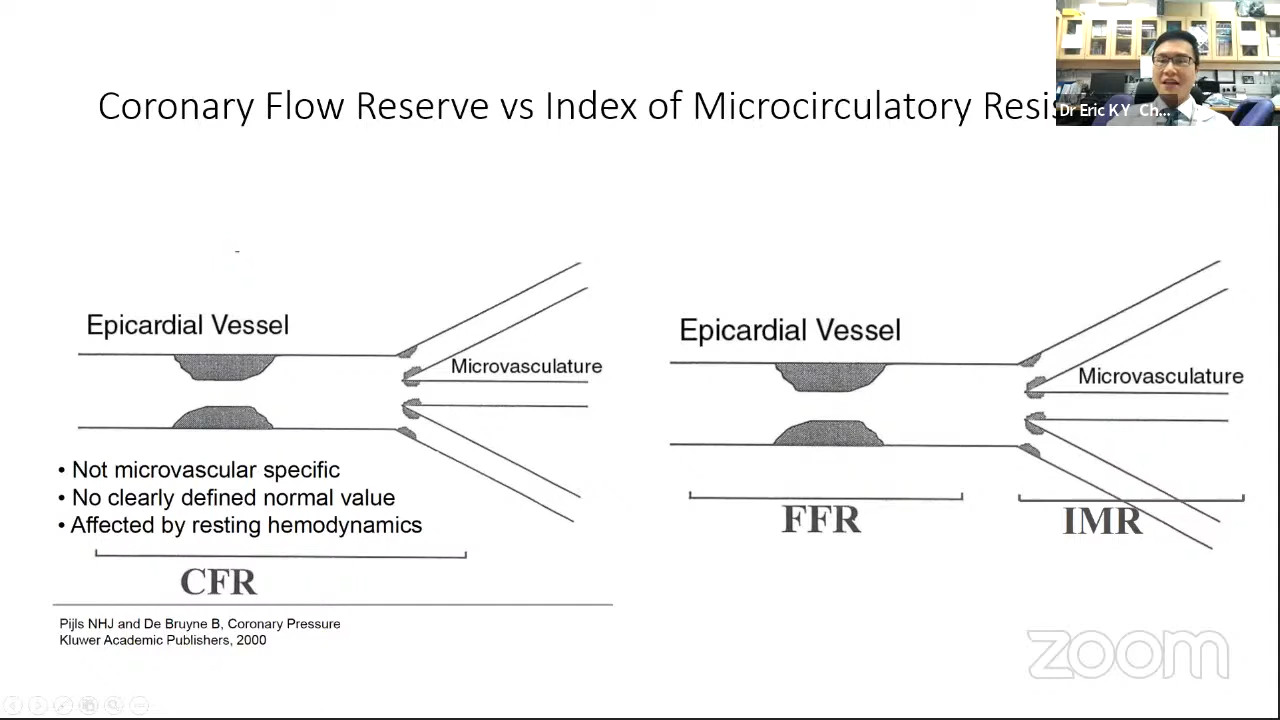 Coronary Flow Reserve vs Index of Microcirculatory Resis
Dr Eric K Y Ch...
Epicardial Vessel
Microvasculature
• Not microvascular specific
• No clearly defined normal value
• Affected by resting hemodynamics
CFR
Pijls NHJ and De Bruyne B, Coronary Pressure
Kluwer Academic Publishers, 2000
Epicardial Vessel
Microvasculature
FFR
IMR
zoom